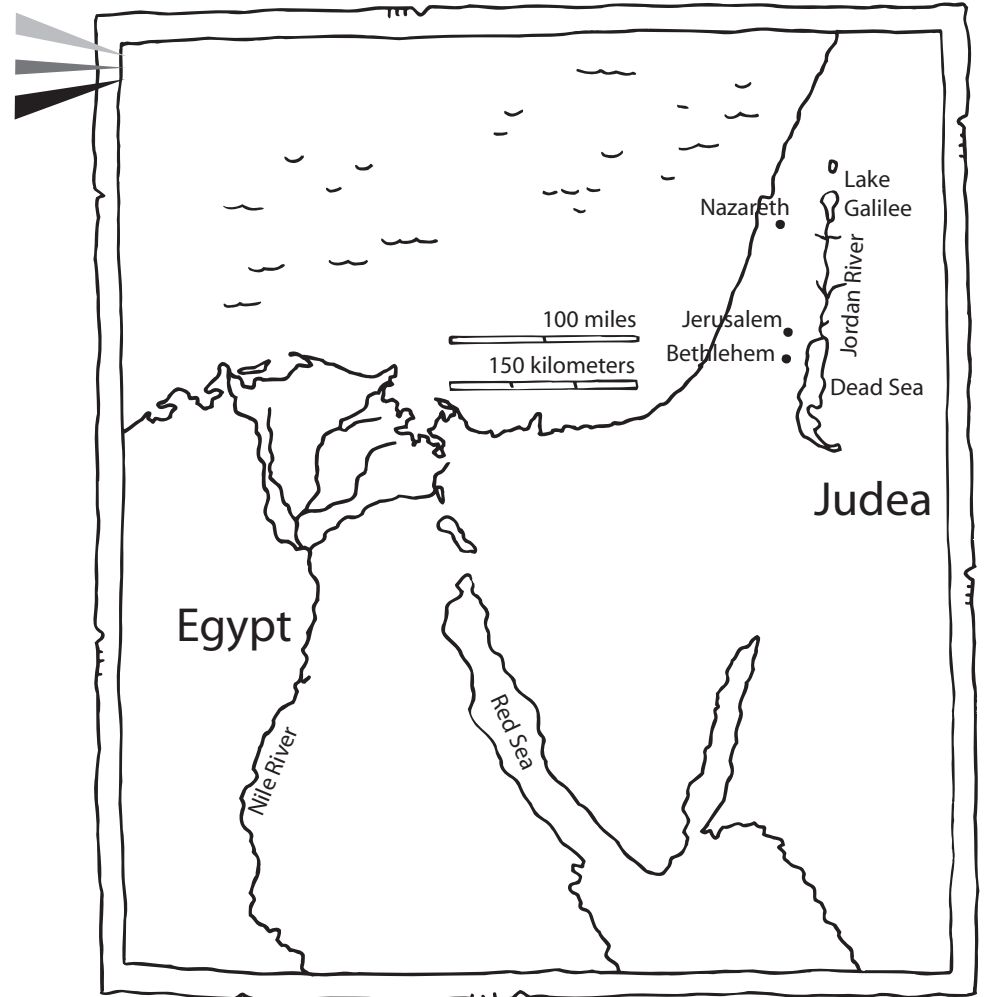 Lake
Galilee
Nazareth
Jordan River
100 miles
Jerusalem
150 kilometers
Bethlehem
Dead Sea
Judea
Egypt
Red Sea
Nile River